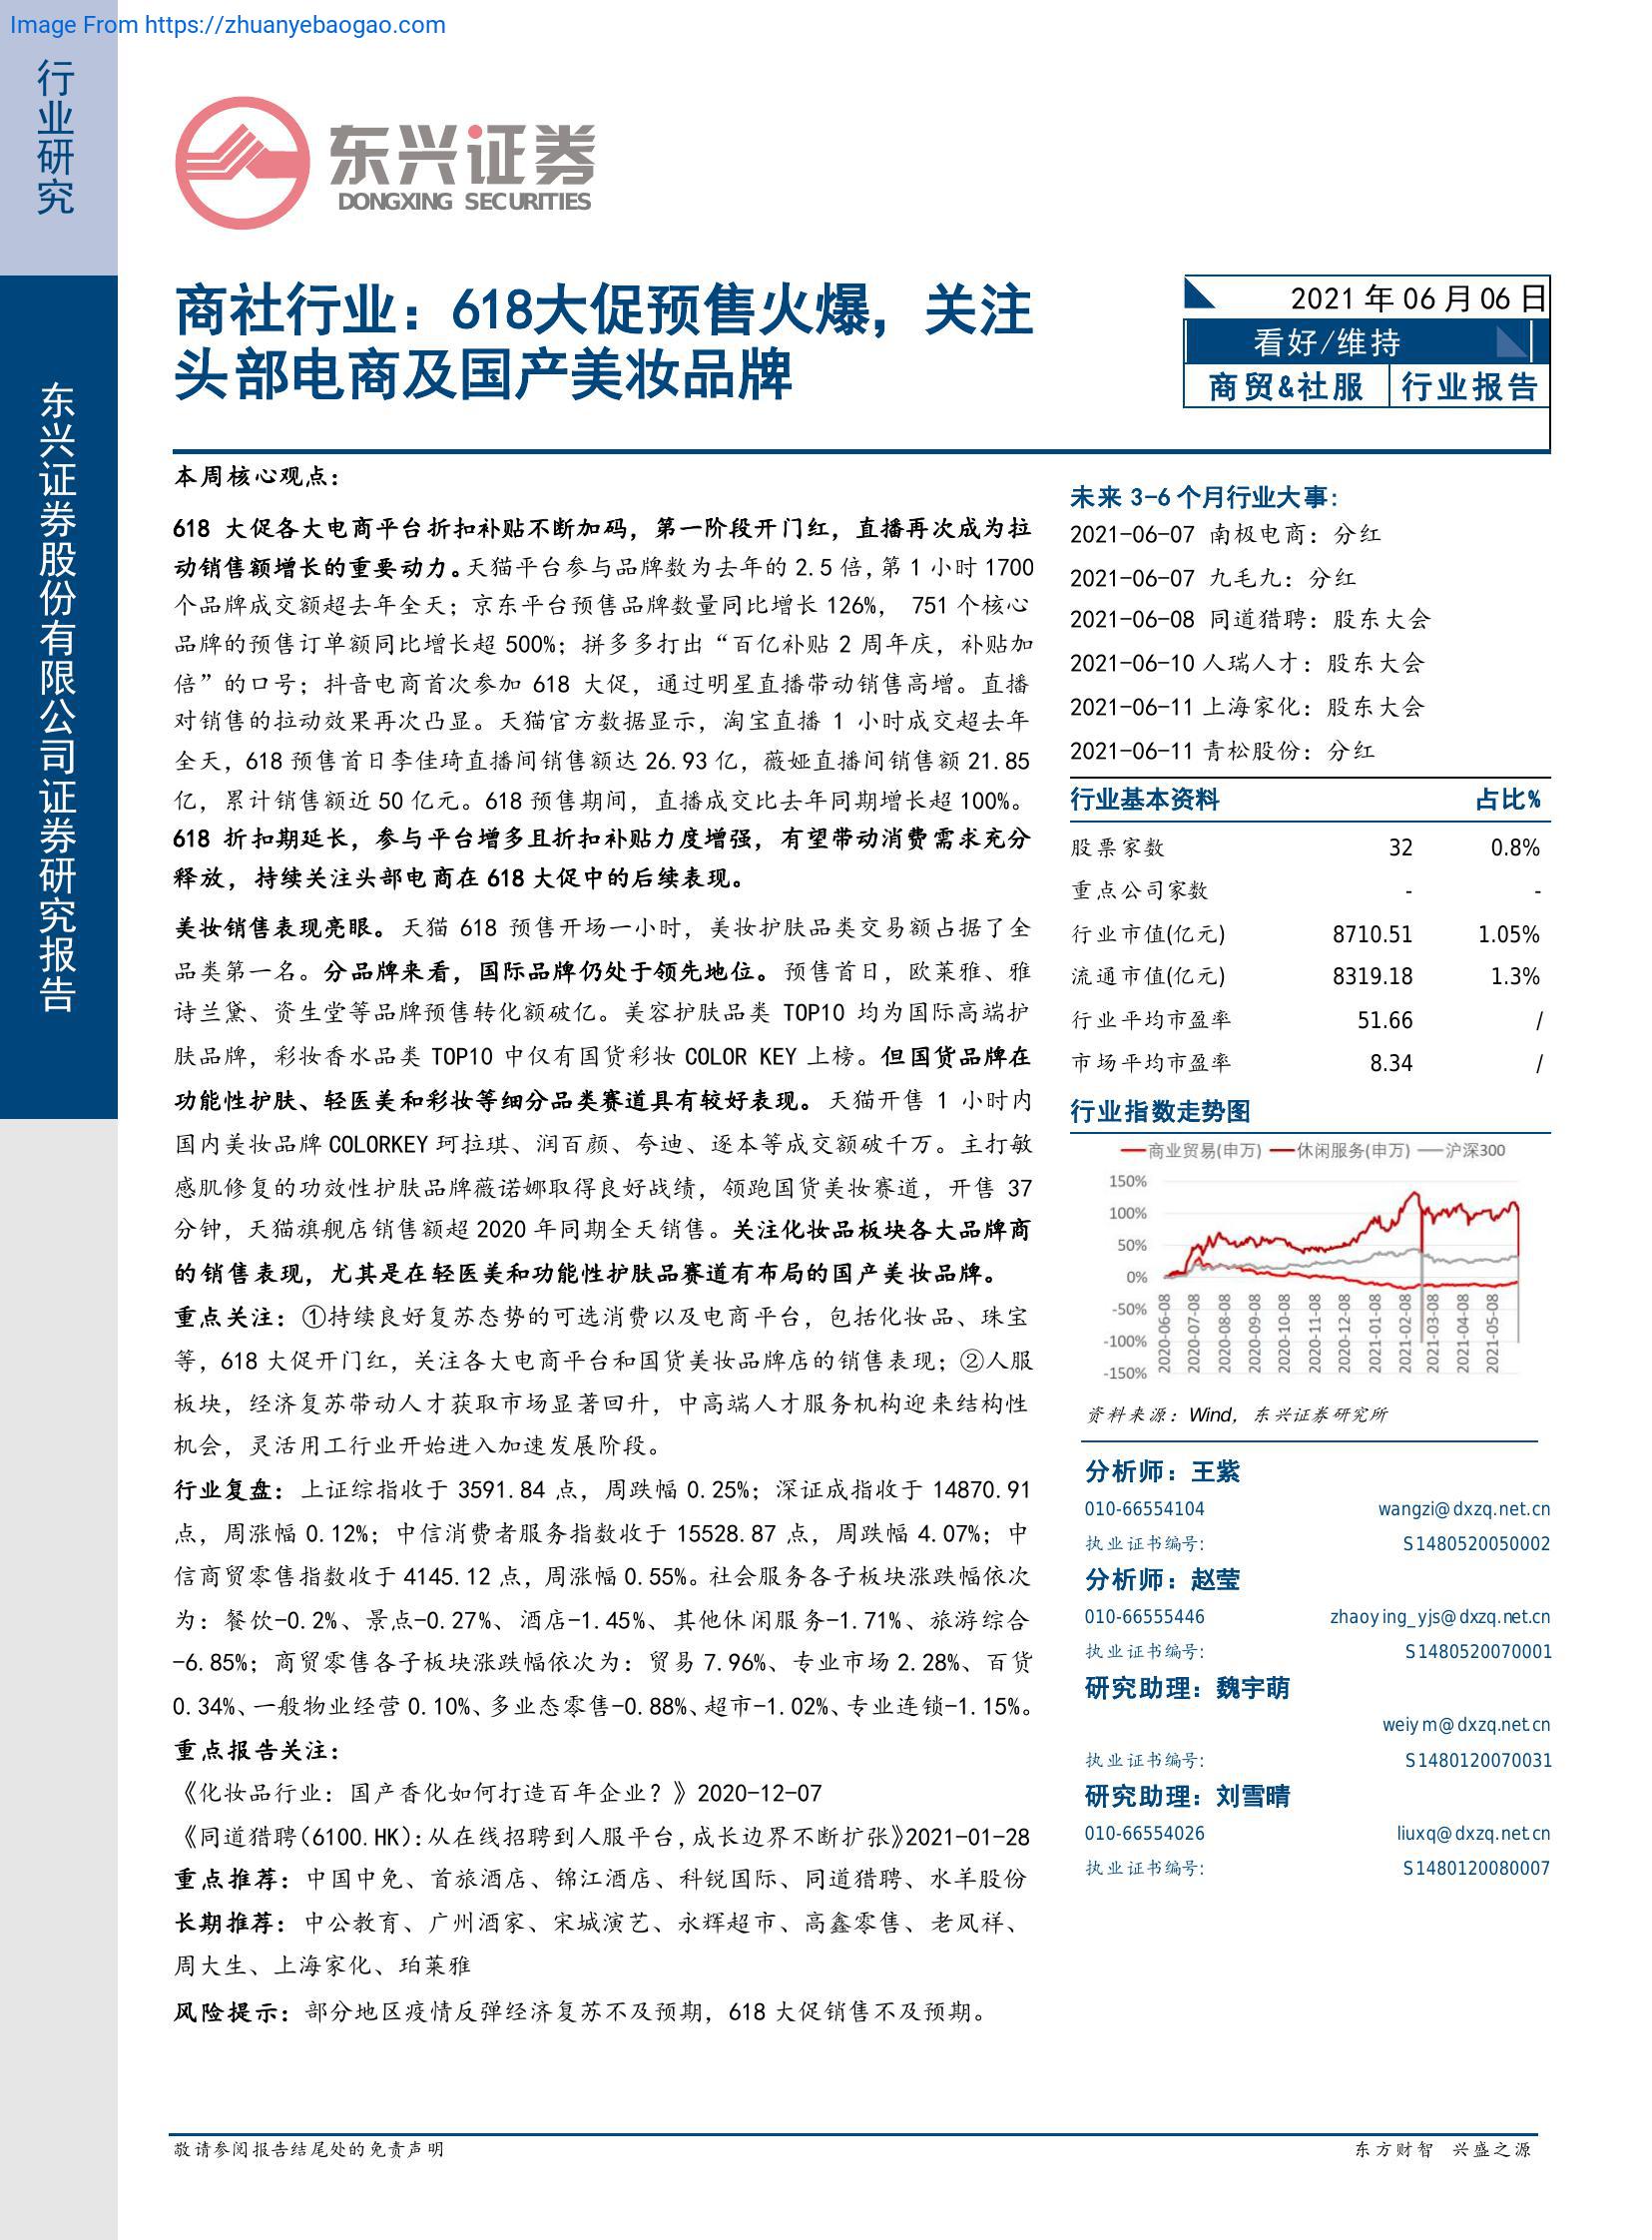 Image From https://zhuanyebaogao.com
行业研究
东兴证券股份有限公司证券研究报告
东兴证券
DONGXING SECURITIES
商社行业：618大促预售火爆，关注
头部电商及国产美妆品牌
2021 年 06 月 06 日
看好/维持
商贸&社服 行业报告
本周核心观点：
618 大促各大电商平台折扣补贴不断加码，第一阶段开门红，直播再次成为拉
动销售额增长的重要动力。天猫平台参与品牌数为去年的 2.5 倍，第 1 小时 1700
个品牌成交额超去年全天；京东平台预售品牌数量同比增长 126%， 751 个核心
品牌的预售订单额同比增长超 500%；拼多多打出“百亿补贴 2 周年庆，补贴加
倍”的口号；抖音电商首次参加 618 大促，通过明星直播带动销售高增。直播
对销售的拉动效果再次凸显。天猫官方数据显示，淘宝直播 1 小时成交超去年
全天，618 预售首日李佳琦直播间销售额达 26.93 亿，薇娅直播间销售额 21.85
亿，累计销售额近 50 亿元。618 预售期间，直播成交比去年同期增长超 100%。
618 折扣期延长，参与平台增多且折扣补贴力度增强，有望带动消费需求充分
释放，持续关注头部电商在 618 大促中的后续表现。
美妆销售表现亮眼。天猫 618 预售开场一小时，美妆护肤品类交易额占据了全
品类第一名。分品牌来看，国际品牌仍处于领先地位。预售首日，欧莱雅、雅
诗兰黛、资生堂等品牌预售转化额破亿。美容护肤品类 TOP10 均为国际高端护
肤品牌，彩妆香水品类 TOP10 中仅有国货彩妆 COLOR KEY 上榜。但国货品牌在
功能性护肤、轻医美和彩妆等细分品类赛道具有较好表现。天猫开售 1 小时内
国内美妆品牌 COLORKEY 珂拉琪、润百颜、夸迪、逐本等成交额破千万。主打敏
感肌修复的功效性护肤品牌薇诺娜取得良好战绩，领跑国货美妆赛道，开售 37
分钟，天猫旗舰店销售额超 2020 年同期全天销售。关注化妆品板块各大品牌商
的销售表现，尤其是在轻医美和功能性护肤品赛道有布局的国产美妆品牌。
重点关注：①持续良好复苏态势的可选消费以及电商平台，包括化妆品、珠宝
等，618 大促开门红，关注各大电商平台和国货美妆品牌店的销售表现；②人服
板块，经济复苏带动人才获取市场显著回升，中高端人才服务机构迎来结构性
机会，灵活用工行业开始进入加速发展阶段。
行业复盘：上证综指收于 3591.84 点，周跌幅 0.25%；深证成指收于 14870.91
点，周涨幅 0.12%；中信消费者服务指数收于 15528.87 点，周跌幅 4.07%；中
信商贸零售指数收于 4145.12 点，周涨幅 0.55%。社会服务各子板块涨跌幅依次
为：餐饮-0.2%、景点-0.27%、酒店-1.45%、其他休闲服务-1.71%、旅游综合
-6.85%；商贸零售各子板块涨跌幅依次为：贸易 7.96%、专业市场 2.28%、百货
0.34%、一般物业经营 0.10%、多业态零售-0.88%、超市-1.02%、专业连锁-1.15%。
重点报告关注：
《化妆品行业：国产香化如何打造百年企业？》2020-12-07
《同道猎聘（6100.HK）：从在线招聘到人服平台，成长边界不断扩张》2021-01-28
重点推荐：中国中免、首旅酒店、锦江酒店、科锐国际、同道猎聘、水羊股份
长期推荐：中公教育、广州酒家、宋城演艺、永辉超市、高鑫零售、老凤祥、
周大生、上海家化、珀莱雅
风险提示：部分地区疫情反弹经济复苏不及预期，618 大促销售不及预期。
未来 3-6 个月行业大事：
2021-06-07 南极电商：分红
2021-06-07 九毛九：分红
2021-06-08 同道猎聘：股东大会
2021-06-10 人瑞人才：股东大会
2021-06-11 上海家化：股东大会
2021-06-11 青松股份：分红
行业基本资料 占比%
股票家数 32 0.8%
重点公司家数 - -
行业市值(亿元) 8710.51 1.05%
流通市值(亿元) 8319.18 1.3%
行业平均市盈率 51.66 /
市场平均市盈率 8.34 /
行业指数走势图
商业贸易(申万) 休闲服务(申万) 沪深300
150%
100%
50%
0%
-50%
-100%
-150%
2020-06-08
2020-07-08
2020-08-08
2020-09-08
2020-10-08
2020-11-08
2020-12-08
2021-01-08
2021-02-08
2021-03-08
2021-04-08
2021-05-08
资料来源：Wind，东兴证券研究所
分析师：王紫
010-66554104 wangzi@dxzq.net.cn
执业证书编号: S1480520050002
分析师：赵莹
010-66555446 zhaoying_yjs@dxzq.net.cn
执业证书编号: S1480520070001
研究助理：魏宇萌
weiym@dxzq.net.cn
执业证书编号: S1480120070031
研究助理：刘雪晴
010-66554026 liuxq@dxzq.net.cn
执业证书编号: S1480120080007
敬请参阅报告结尾处的免责声明
东方财智 兴盛之源